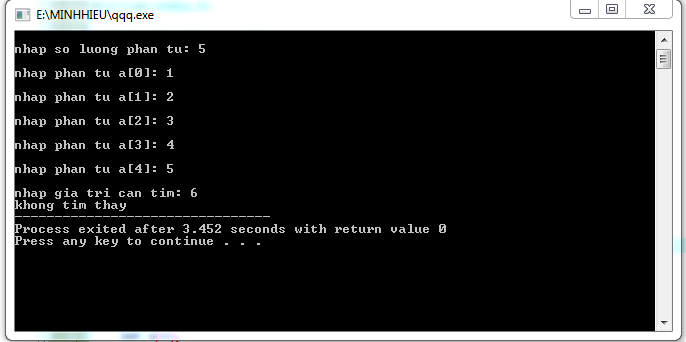 E:\MINHHIEU\qqq.exe
nhap so luong phan tu: 5
nhap phan tu a[0]: 1
nhap phan tu a[1]: 2
nhap phan tu a[2]: 3
nhap phan tu a[3]: 4
nhap phan tu a[4]: 5
nhap gia tri can tim: 6
khong tim thay
--------------------------------
Process exited after 3.452 seconds with return value 0
Press any key to continue . . .